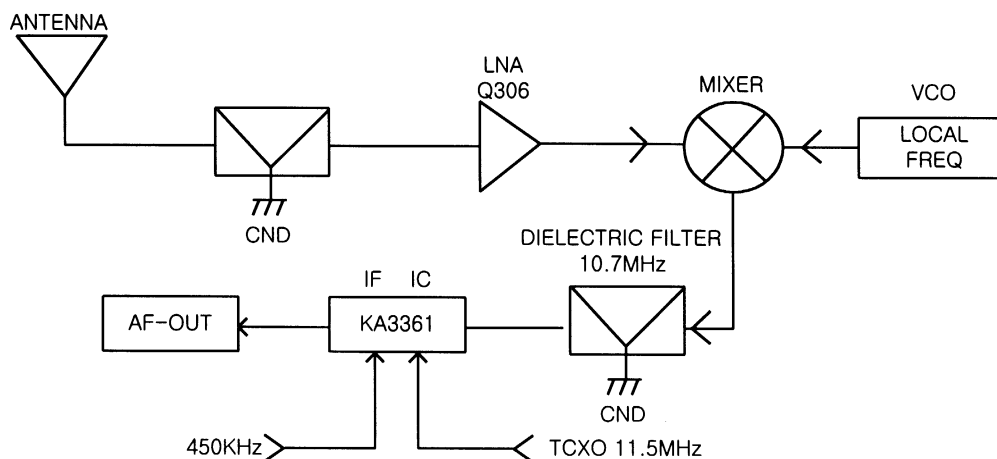 ANTENNA
LNA
Q306
MIXER
VCO
LOCAL
FREQ
CND
DIELECTRIC FILTER
10.7MHz
IF IC
AF-OUT
KA3361
CND
450KHz
TCXO 11.5MHz